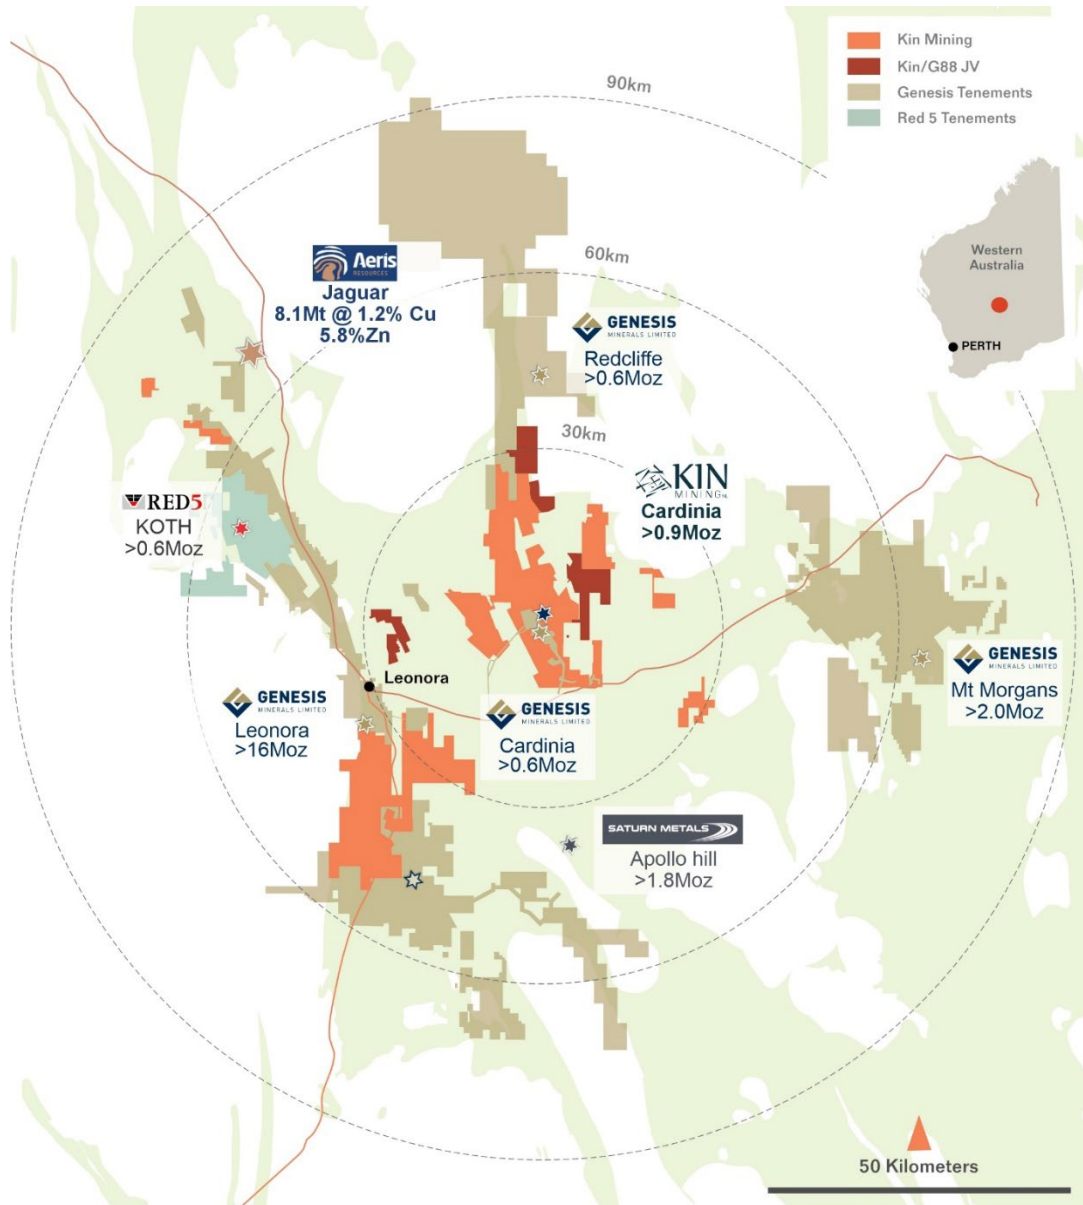 90km
Kin Mining
Kin/G88 JV
Genesis Tenements
Red 5 Tenements
Western
Australia
PERTH
60km
Aeris
RESOURCES
Jaguar
8.1Mt @ 1.2% Cu
5.8%Zn
GENESIS
MINERALS LIMITED
Redcliffe
>0.6Moz
30km
KIN
MINING NL
Cardinia
>0.9Moz
RED5
KOTH
>0.6Moz
Leonora
GENESIS
MINERALS LIMITED
Leonora
>16Moz
GENESIS
MINERALS LIMITED
Cardinia
>0.6Moz
GENESIS
MINERALS LIMITED
Mt Morgans
>2.0Moz
SATURN METALS
Apollo hill
>1.8Moz
50 Kilometers